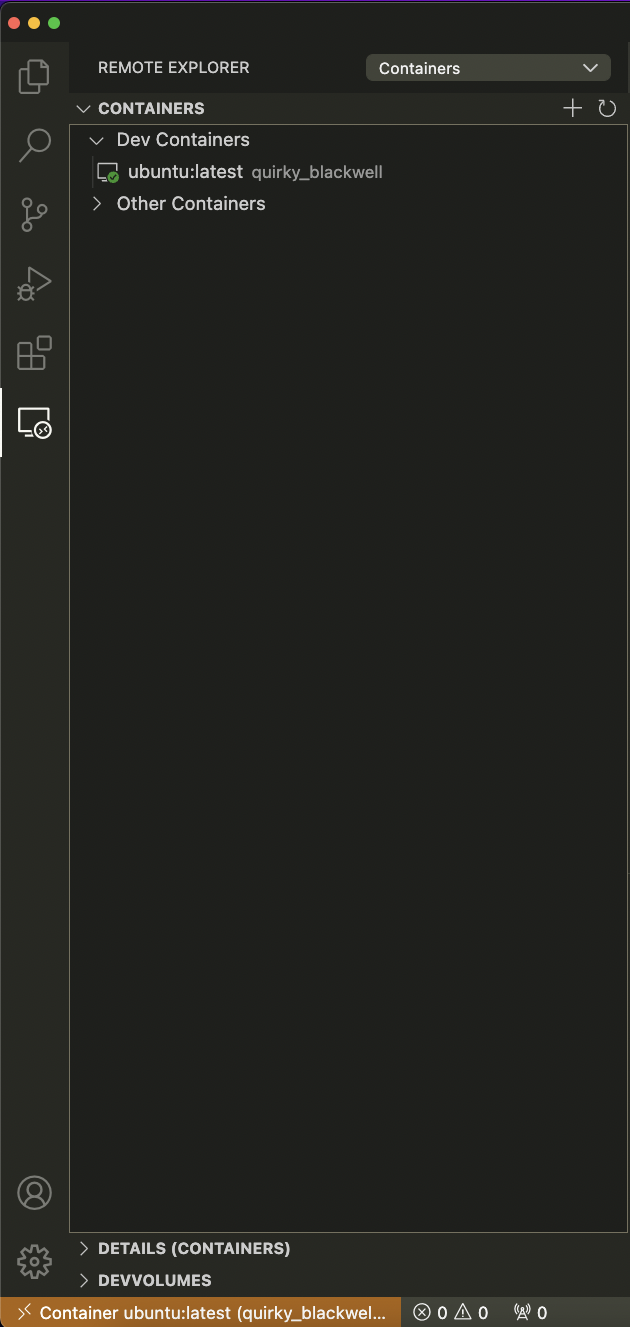 REMOTE EXPLORER Containers
CONTAINERS
Dev Containers
ubuntu:latest quirky_blackwell
Other Containers
DETAILS (CONTAINERS)
DEVVOLUMES
Container ubuntu:latest (quirky_blackwel... 0 0 0